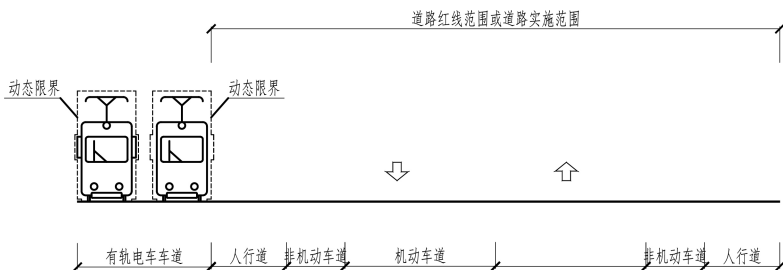 道路红线范围或道路实施范围
动态限界
动态限界
有轨电车车道
人行道
非机动车道
机动车道
非机动车道
人行道